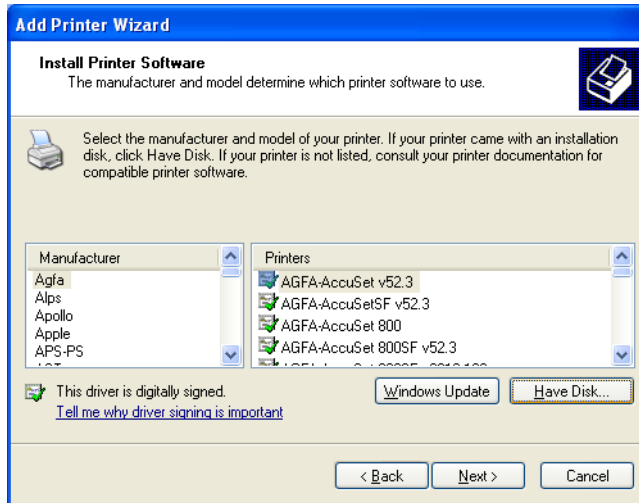 Add Printer Wizard
Install Printer Software
The manufacturer and model determine which printer software to use.
Select the manufacturer and model of your printer. If your printer came with an installation
disk, click Have Disk. If your printer is not listed, consult your printer documentation for
compatible printer software.
Manufacturer
Agfa
Alps
Apollo
Apple
APS-PS
Printers
AGFA-AccuSet v52.3
AGFA-AccuSetSF v52.3
AGFA-AccuSet 800
AGFA-AccuSet 800SF v52.3
This driver is digitally signed.
Tell me why driver signing is important
Windows Update
Have Disk...
< Back
Next >
Cancel